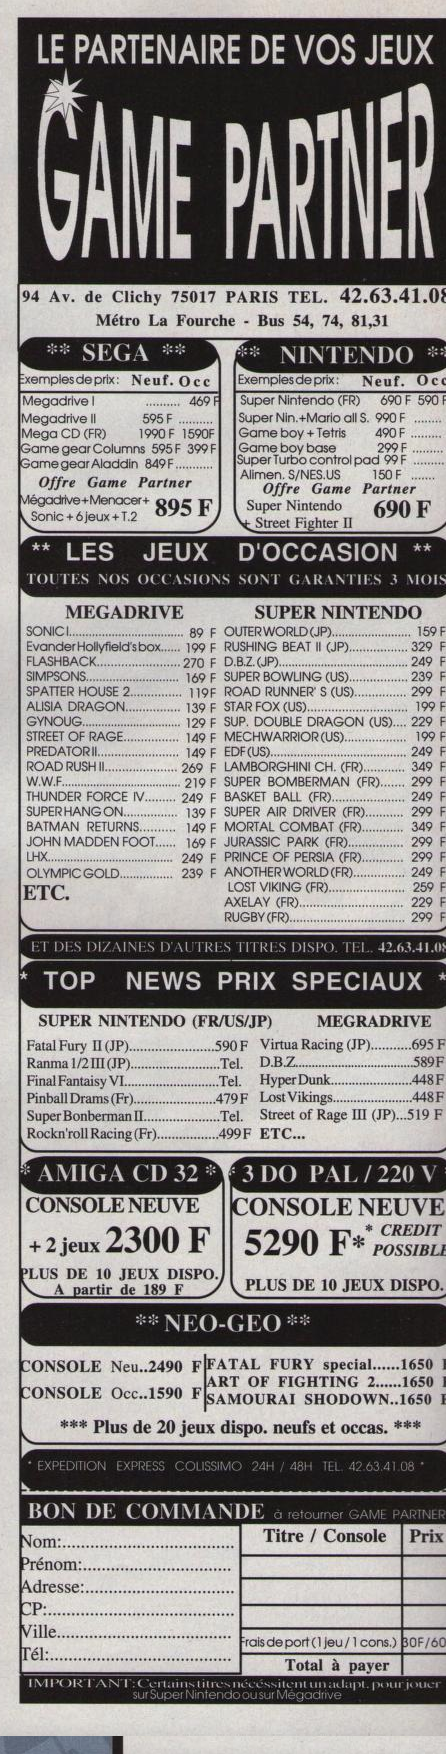 LE PARTENAIRE DE VOS JEUX
GAME PARTNER
94 Av. de Clichy 75017 PARIS TEL. 42.63.41.08
Métro La Fourche - Bus 54, 74, 81,31
** SEGA **
Exemples de prix: Neuf. Occ
Megadrive I .......... 469 F
Megadrive II 595 F ..........
Mega CD (FR) 1990 F 1590F
Game gear Columns 595 F 399 F
Game gear Aladdin 849F...........
Offre Game Partner
Mégadrive+Menacer+
Sonic + 6 jeux + T.2 895 F
** NINTENDO **
Exemples de prix: Neuf. Occ
Super Nintendo (FR) 690 F 590 F
Super Nin.+Mario all S. 990 F ........
Game boy + Tetris 490 F ........
Game boy base 299 F ........
Super Turbo control pad 99 F ........
Alimen. S/NES.US 150 F ......
Offre Game Partner
Super Nintendo
+ Street Fighter II 690 F
** LES JEUX D'OCCASION **
TOUTES NOS OCCASIONS SONT GARANTIES 3 MOIS
MEGADRIVE
SONIC I............................ 89 F
Evander Hollyfield's box..... 199 F
FLASHBACK..................... 270 F
SIMPSONS........................ 169 F
SPATTER HOUSE 2............. 119F
ALISIA DRAGON.............. 139 F
GYNOUG......................... 129 F
STREET OF RAGE.............. 149 F
PREDATOR II..................... 149 F
ROAD RUSH II.................. 269 F
W.W.F.............................. 219 F
THUNDER FORCE IV........ 249 F
SUPER HANG ON............. 139 F
BATMAN RETURNS.......... 149 F
JOHN MADDEN FOOT..... 169 F
LHX................................. 249 F
OLYMPIC GOLD............... 239 F
ETC.
SUPER NINTENDO
OUTER WORLD (JP).................. 159 F
RUSHING BEAT II (JP).............. 329 F
D.B.Z. (JP)............................... 249 F
SUPER BOWLING (US)............. 239 F
ROAD RUNNER' S (US)............ 299 F
STAR FOX (US)........................ 199 F
SUP. DOUBLE DRAGON (US).... 229 F
MECHWARRIOR (US)............... 199 F
EDF (US)................................. 249 F
LAMBORGHINI CH. (FR).......... 349 F
SUPER BOMBERMAN (FR)...... 299 F
BASKET BALL (FR)................... 249 F
SUPER AIR DRIVER (FR)........... 299 F
MORTAL COMBAT (FR)........... 349 F
JURASSIC PARK (FR)............... 299 F
PRINCE OF PERSIA (FR)........... 299 F
ANOTHER WORLD (FR)............ 249 F
LOST VIKING (FR).................. 259 F
AXELAY (FR).......................... 229 F
RUGBY (FR)............................ 299 F
ET DES DIZAINES D'AUTRES TITRES DISPO. TEL. 42.63.41.08
* TOP NEWS PRIX SPECIAUX *
SUPER NINTENDO (FR/US/JP)
Fatal Fury II (JP)..................590 F
Ranma 1/2 III (JP)..................Tel.
Final Fantaisy VI....................Tel.
Pinball Drams (Fr)..................479 F
Super Bonberman II................Tel.
Rockn'roll Racing (Fr).............499 F
MEGRADRIVE
Virtua Racing (JP)...........695 F
D.B.Z................................589F
Hyper Dunk......................448 F
Lost Vikings.....................448 F
Street of Rage III (JP)...519 F
ETC...
* AMIGA CD 32 *
CONSOLE NEUVE
+ 2 jeux 2300 F
PLUS DE 10 JEUX DISPO.
A partir de 189 F
* 3 DO PAL / 220 V
CONSOLE NEUVE
5290 F* * CREDIT POSSIBLE
PLUS DE 10 JEUX DISPO.
** NEO-GEO **
CONSOLE Neu..2490 F
CONSOLE Occ..1590 F
FATAL FURY special......1650 F
ART OF FIGHTING 2......1650 F
SAMOURAI SHODOWN..1650 F
*** Plus de 20 jeux dispo. neufs et occas. ***
* EXPEDITION EXPRESS COLISSIMO 24H / 48H TEL. 42.63.41.08 *
BON DE COMMANDE à retourner GAME PARTNER
Nom:..................................
Prénom:..............................
Adresse:.............................
CP:.....................................
Ville....................................
Tél:.....................................
Titre / Console Prix
Frais de port (1 jeu / 1 cons.) 30F/60
Total à payer
IMPORTANT: Certains titres nécéssitent un adapt. pour jouer
sur Super Nintendo ou sur Mégadrive